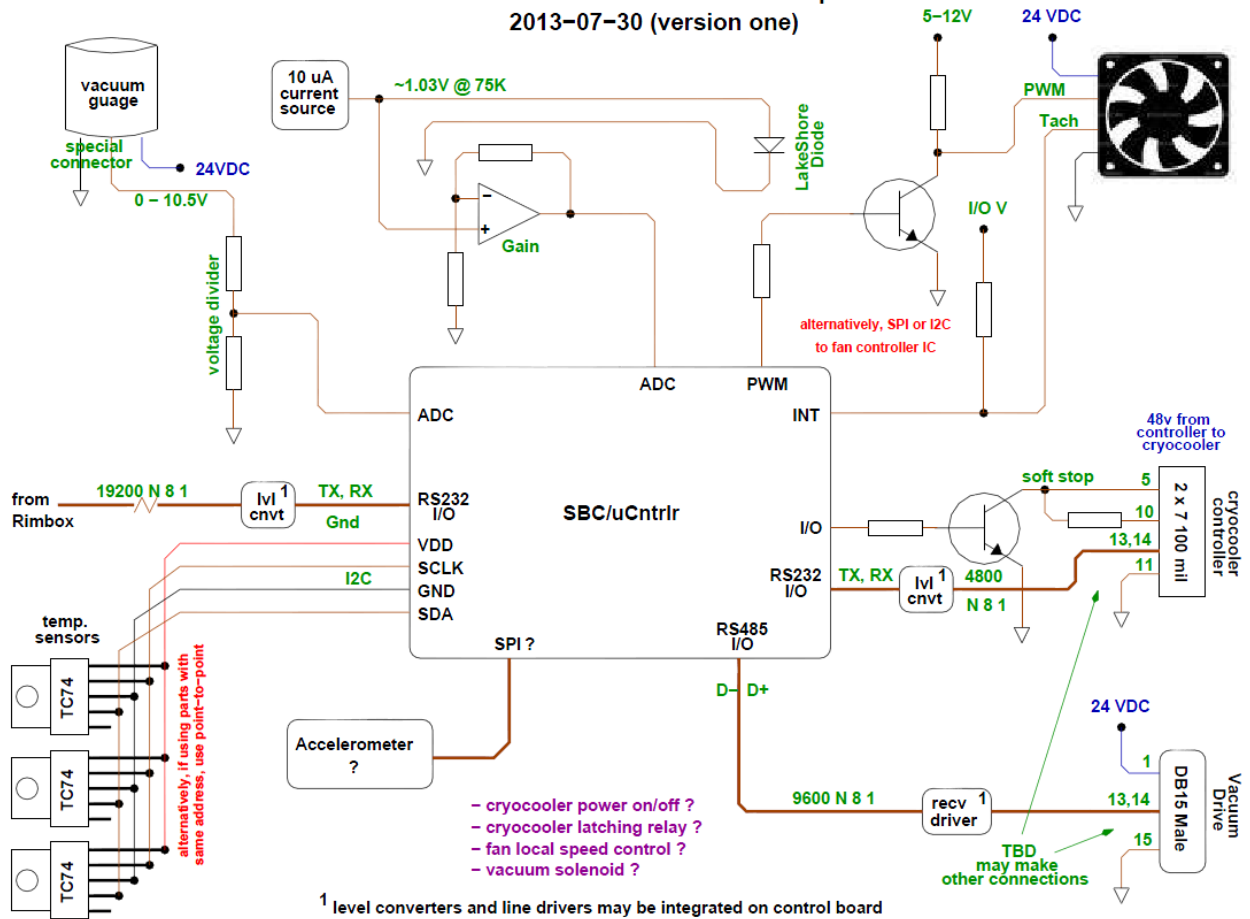 2013−07−30 (version one)
5−12V
24 VDC
vacuum
guage
10 uA
current
source
~1.03V @ 75K
PWM
Tach
LakeShore
Diode
special
connector
24VDC
0 − 10.5V
−
+
Gain
I/O V
voltage divider
alternatively, SPI or I2C
to fan controller IC
ADC
PWM
ADC
INT
48v from
controller to
cryocooler
from
Rimbox
19200 N 8 1
lvl 1
cnvt
TX, RX
Gnd
RS232
I/O
SBC/uCntrlr
I/O
soft stop
5
10
13,14
11
2 x 7 100 mil
cryocooler
controller
VDD
SCLK
I2C
GND
SDA
RS232
I/O
TX, RX
lvl 1
cnvt
4800
N 8 1
temp.
sensors
SPI ?
RS485
I/O
D− D+
TC74
TC74
TC74
alternatively, if using parts with
same address, use point−to−point
Accelerometer
?
24 VDC
1
13,14
15
DB15 Male
Vacuum
Drive
9600 N 8 1
recv 1
driver
− cryocooler power on/off ?
− cryocooler latching relay ?
− fan local speed control ?
− vacuum solenoid ?
TBD
may make
other connections
1 level converters and line drivers may be integrated on control board